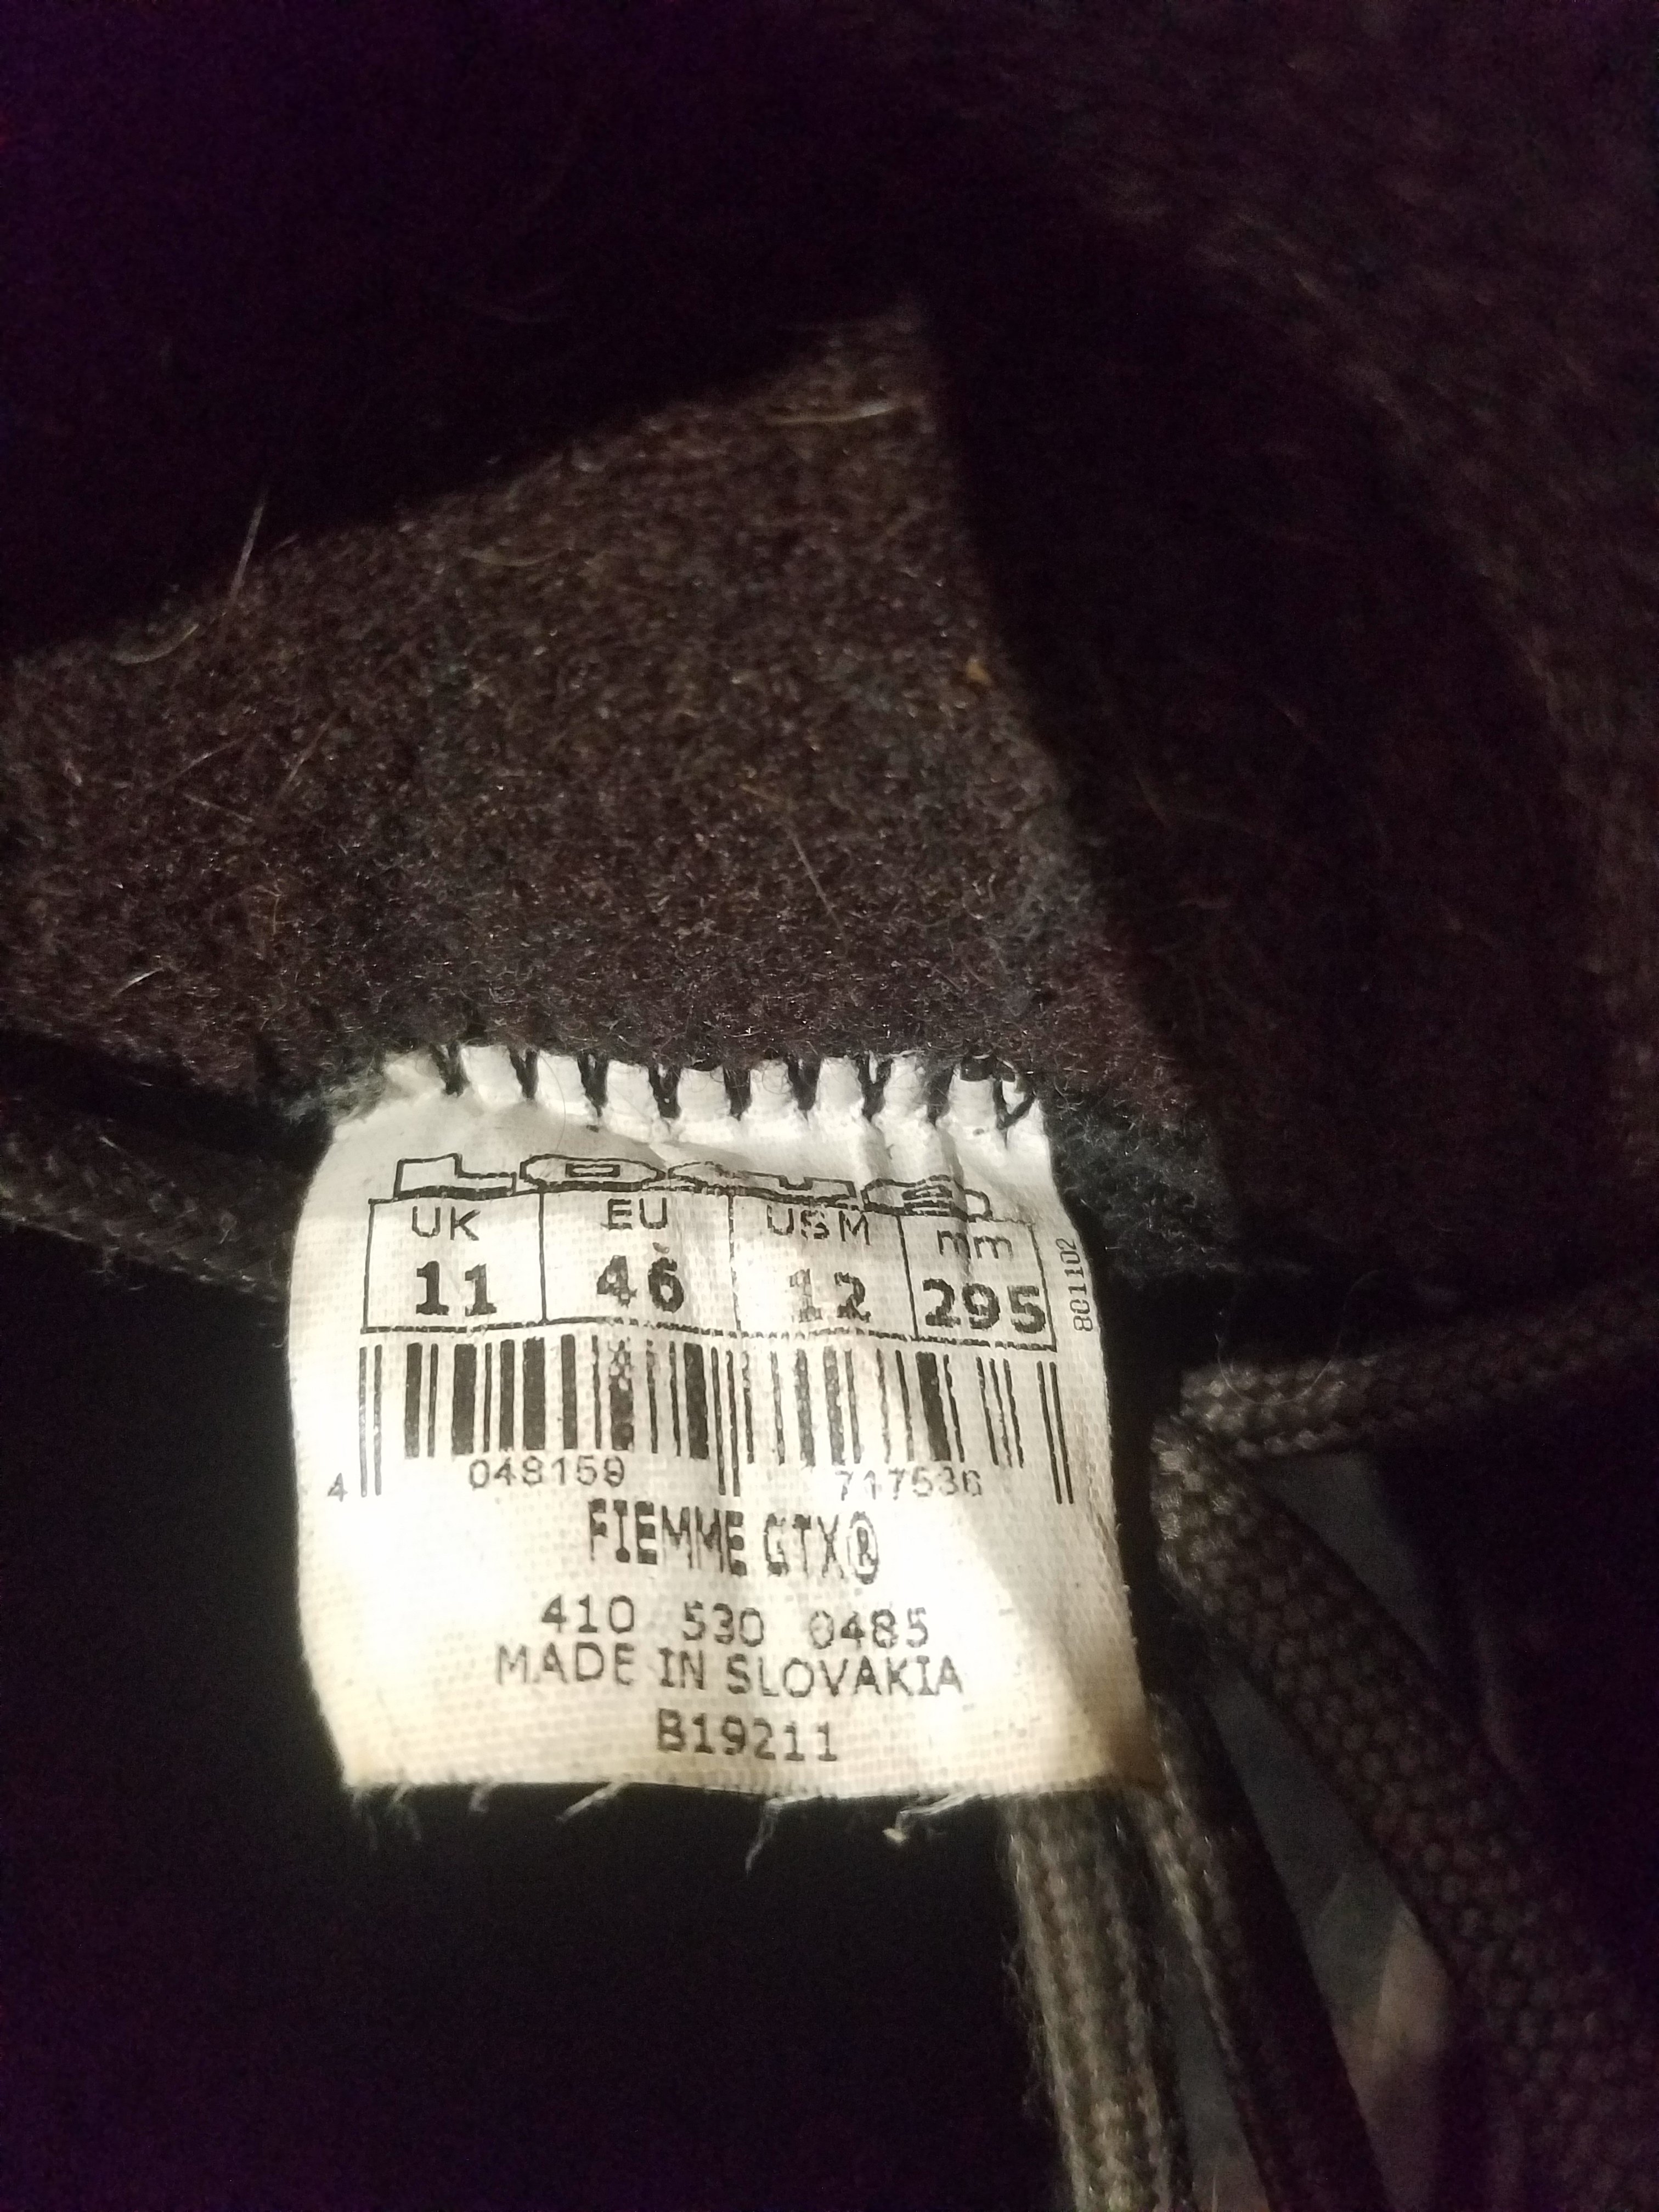 LOWA
UK EU USM mm
11 46 12 295
801102
4 048159 717536
FIEMME GTX®
410 530 0485
MADE IN SLOVAKIA
B19211